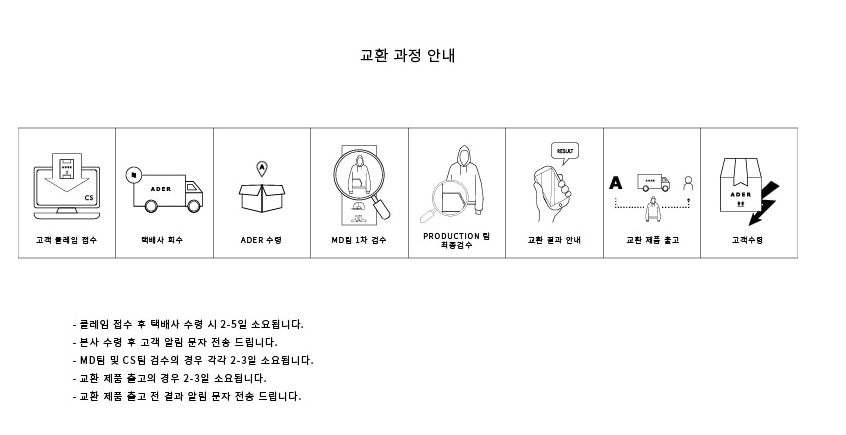 교환 과정 안내
CS
ADER
A
RESULT
A
ADER
ADER
고객 클레임 접수
택배사 회수
ADER 수령
MD팀 1차 검수
PRODUCTION 팀
최종검수
교환 결과 안내
교환 제품 출고
고객수령
- 클레임 접수 후 택배사 수령 시 2-5일 소요됩니다.
- 본사 수령 후 고객 알림 문자 전송 드립니다.
- MD팀 및 CS팀 검수의 경우 각각 2-3일 소요됩니다.
- 교환 제품 출고의 경우 2-3일 소요됩니다.
- 교환 제품 출고 전 결과 알림 문자 전송 드립니다.